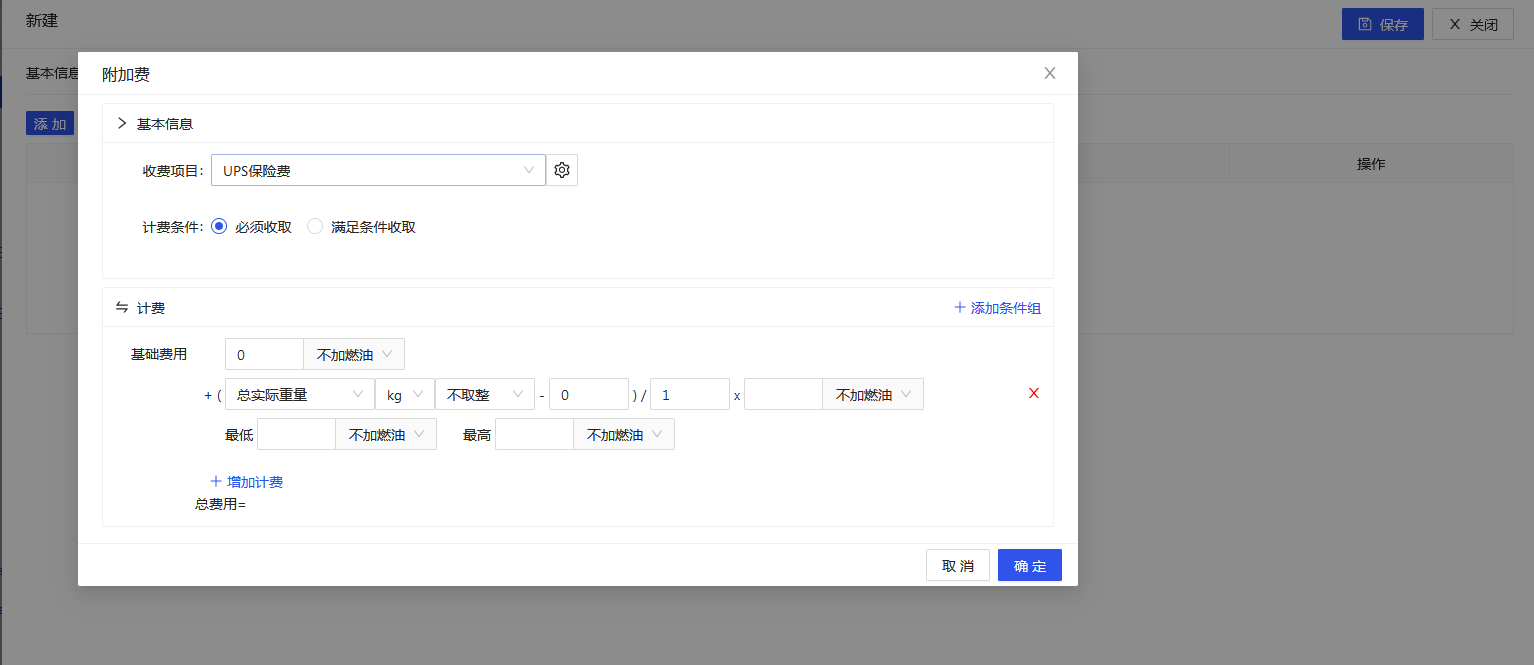 新建
保存
关闭
基本信息
附加费
添 加
基本信息
操作
收费项目:
UPS保险费
计费条件:
必须收取
满足条件收取
计费
添加条件组
基础费用
0
不加燃油
+ (
总实际重量
kg
不取整
-
0
) /
1
x
不加燃油
最低
不加燃油
最高
不加燃油
增加计费
总费用=
取 消
确 定